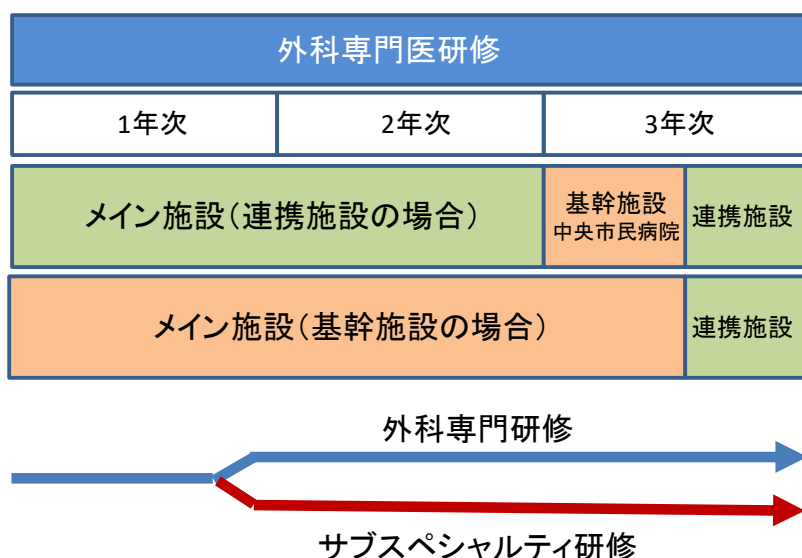 外科専門医研修
1年次 2年次 3年次
メイン施設(連携施設の場合) 基幹施設 連携施設
中央市民病院
メイン施設(基幹施設の場合) 連携施設
外科専門研修
サブスペシャルティ研修